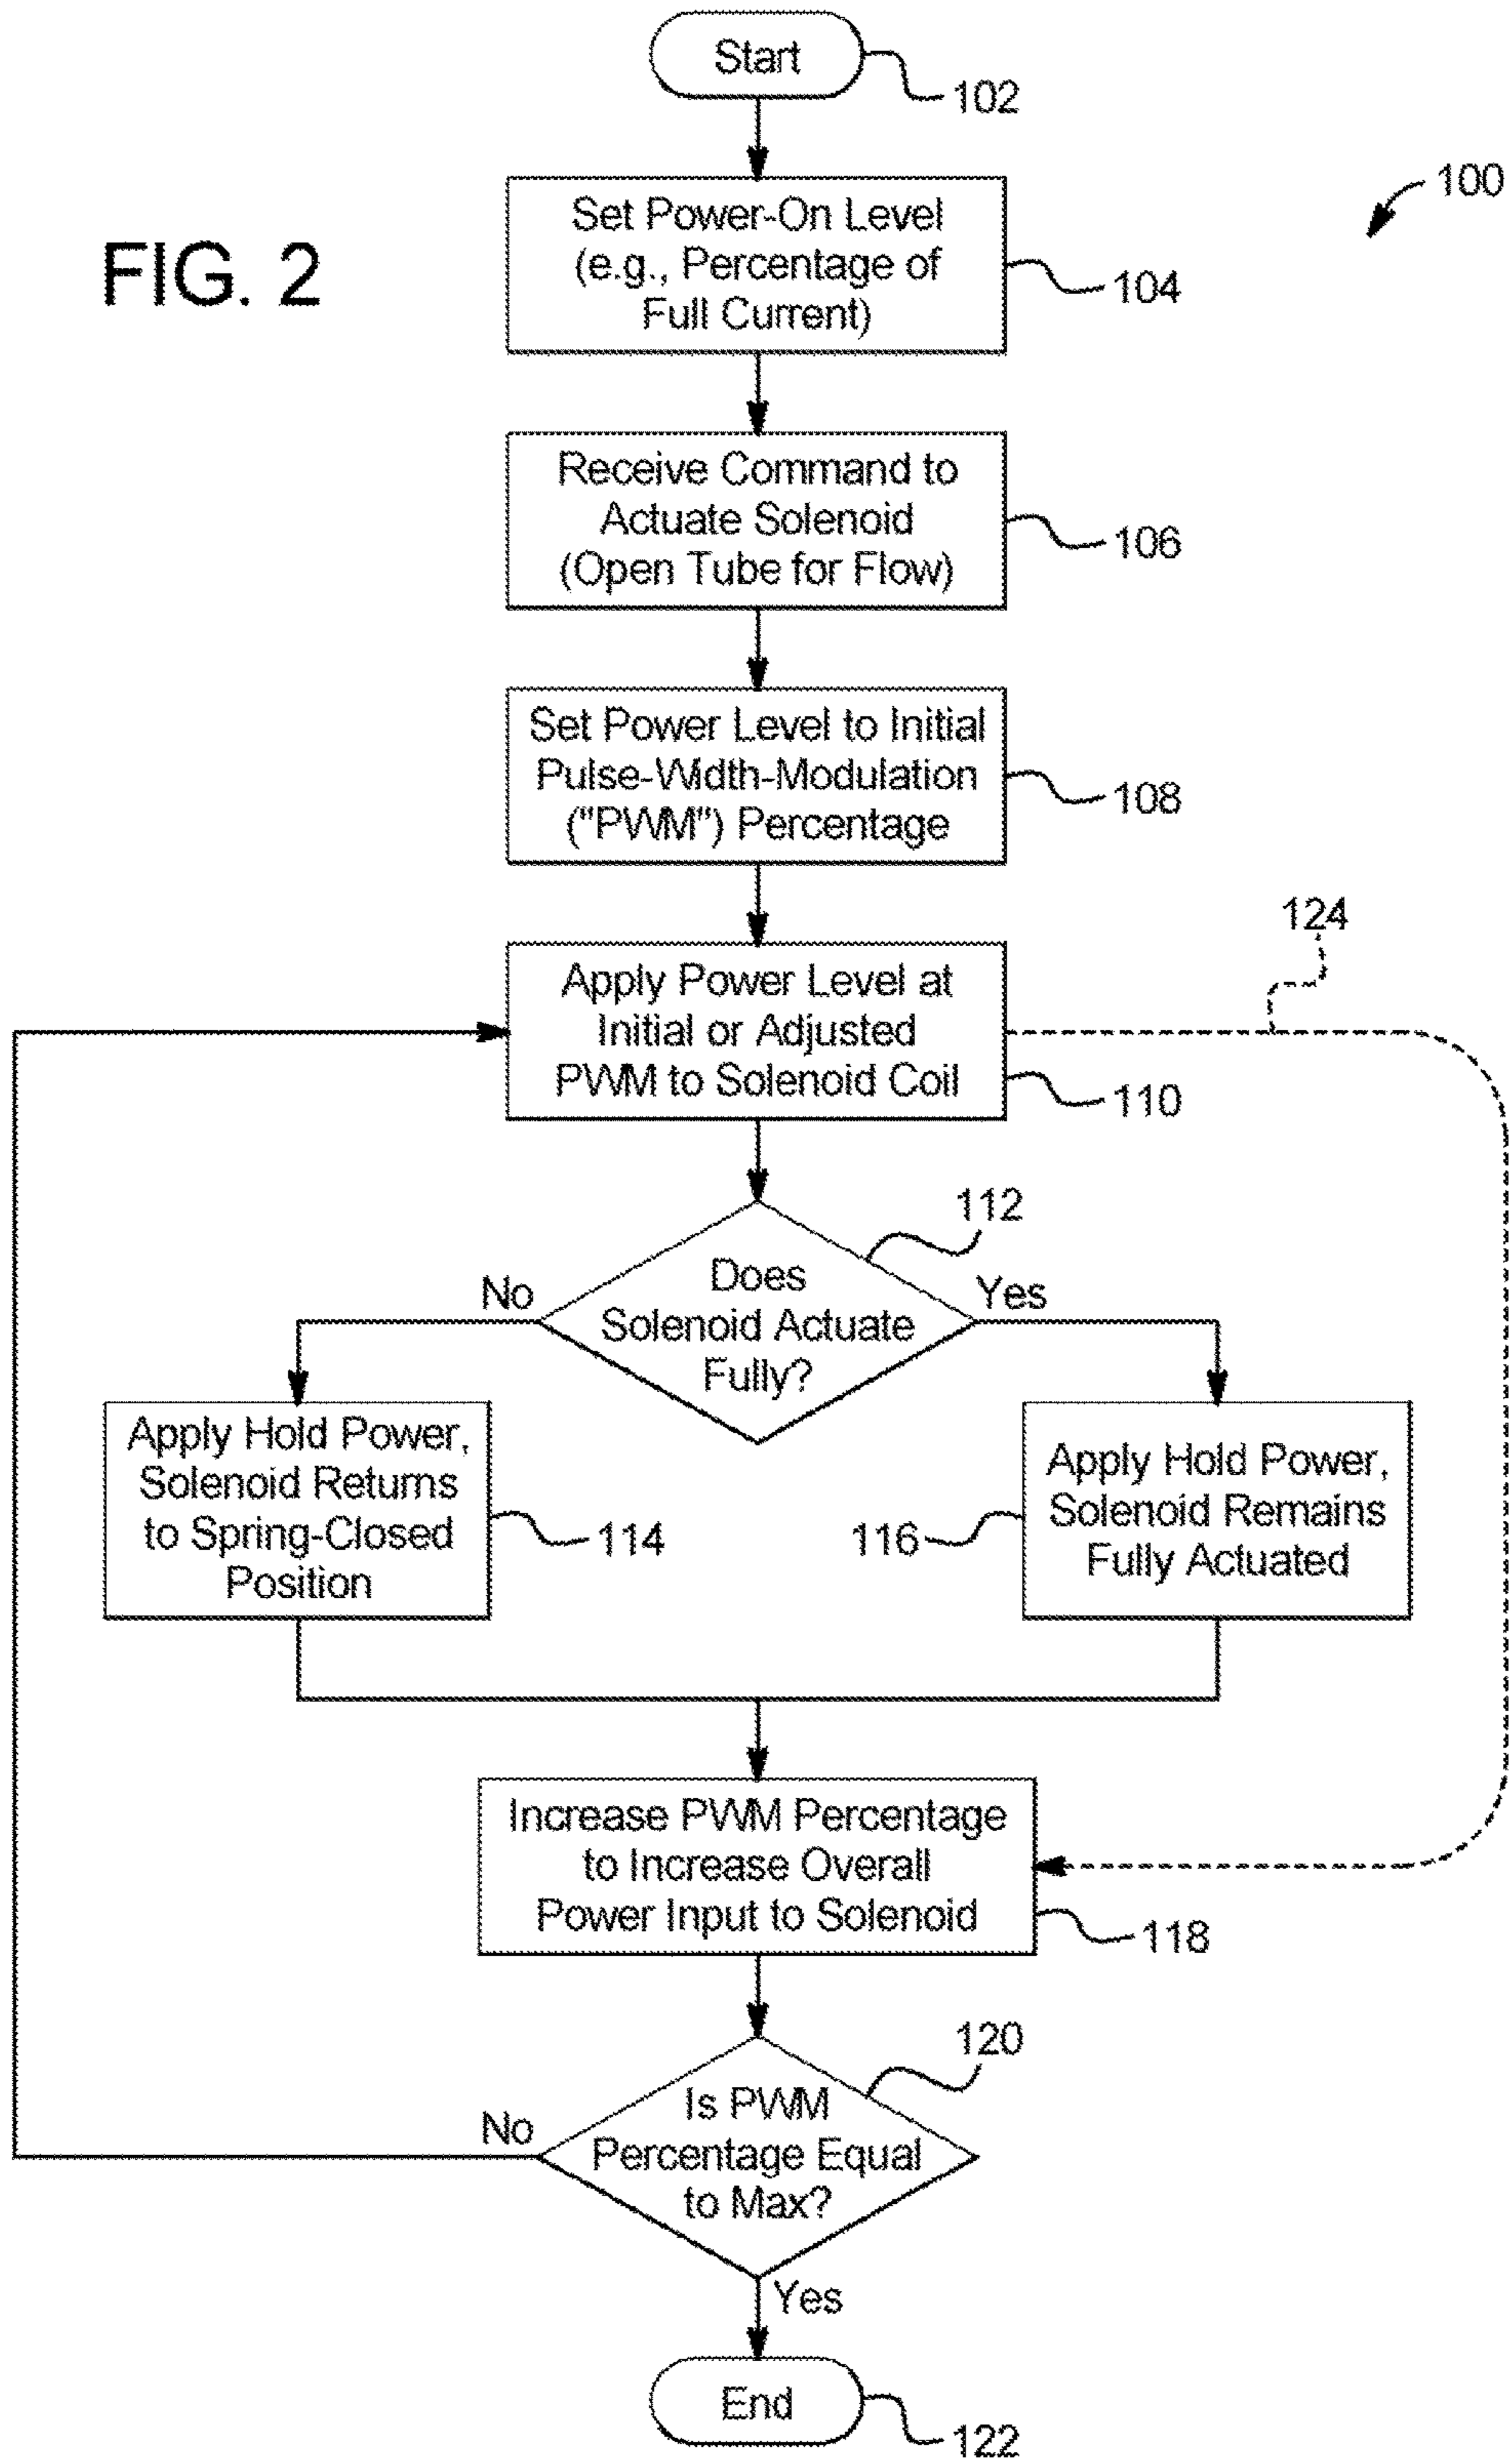 Start
102
100
FIG. 2
Set Power-On Level
(e.g., Percentage of
Full Current)
104
Receive Command to
Actuate Solenoid
(Open Tube for Flow)
106
Set Power Level to Initial
Pulse-Width-Modulation
("PWM") Percentage
108
124
Apply Power Level at
Initial or Adjusted
PWM to Solenoid Coil
110
112
Does
Solenoid Actuate
Fully?
No
Yes
Apply Hold Power,
Solenoid Returns
to Spring-Closed
Position
114
Apply Hold Power,
Solenoid Remains
Fully Actuated
116
Increase PWM Percentage
to Increase Overall
Power Input to Solenoid
118
120
Is PWM
Percentage Equal
to Max?
No
Yes
End
122